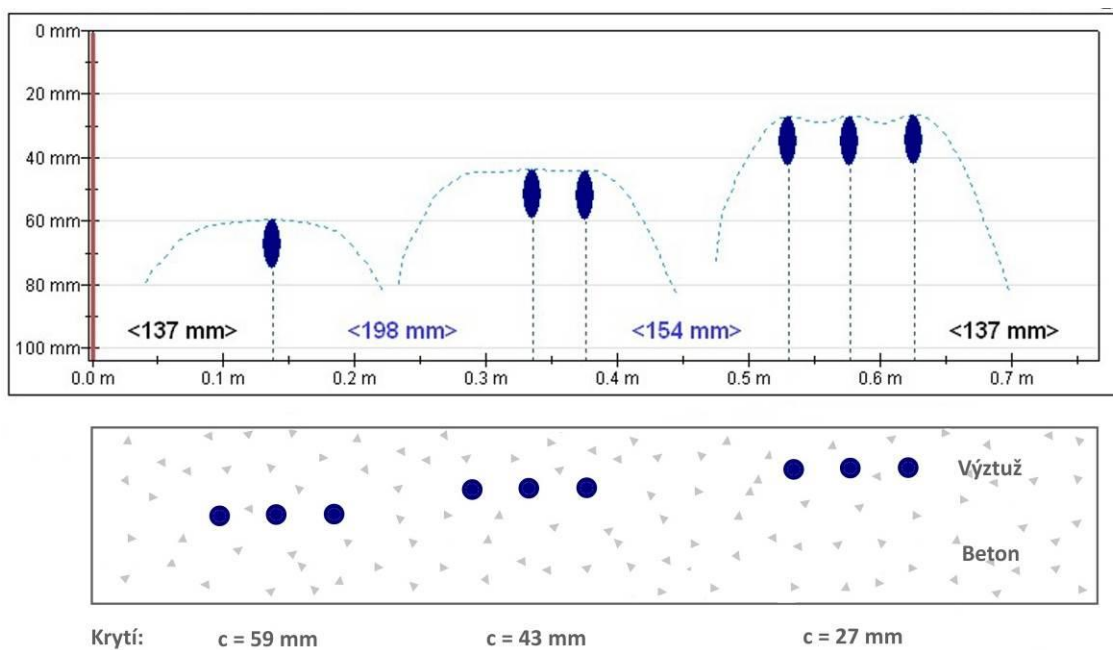 0 mm
20 mm
40 mm
60 mm
80 mm
100 mm
<137 mm> <198 mm> <154 mm> <137 mm>
0.0 m 0.1 m 0.2 m 0.3 m 0.4 m 0.5 m 0.6 m 0.7 m
Výztuž
Beton
Krytí: c = 59 mm c = 43 mm c = 27 mm